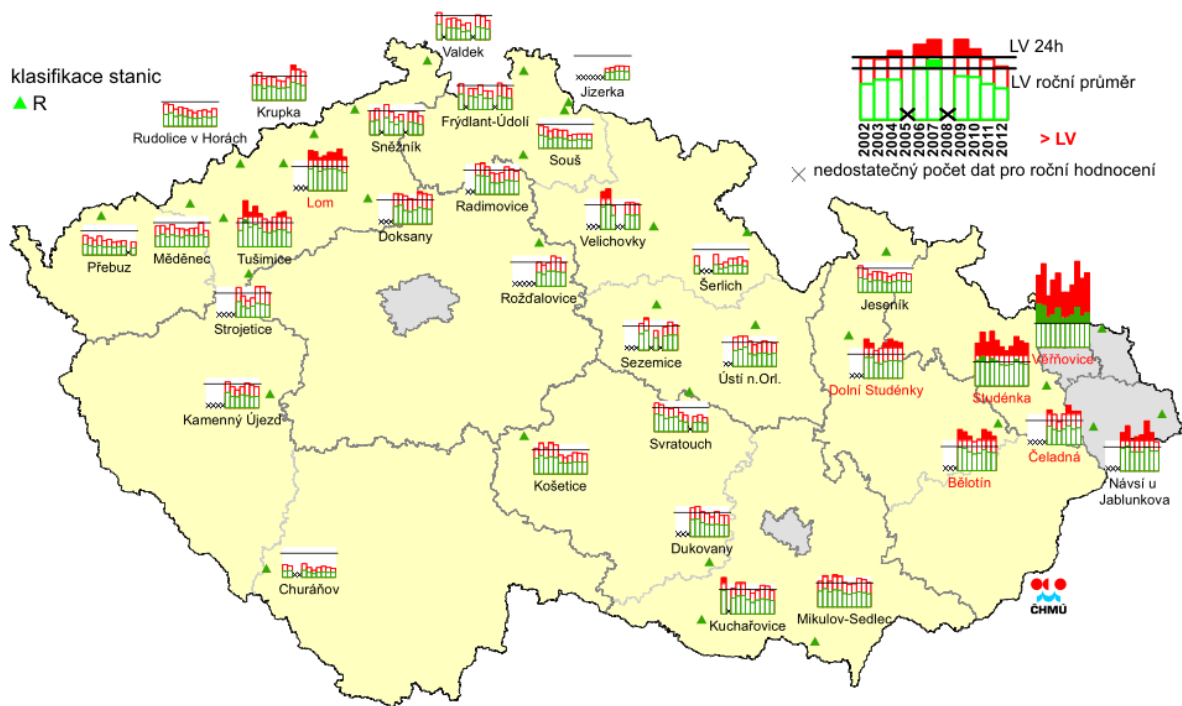 klasifikace stanic
R
LV 24h
LV roční průměr
2002
2003
2004
2005
2006
2007
2008
2009
2010
2011
2012
> LV
nedostatečný počet dat pro roční hodnocení
Valdek
Jizerka
Krupka
Rudolice v Horách
Frýdlant-Údolí
Sněžník
Souš
Lom
Radimovice
Doksany
Velichovky
Přebuz
Měděnec
Tušimice
Šerlich
Rožďalovice
Jeseník
Strojetice
Sezemice
Ústí n.Orl.
Dolní Studénky
Studénka
Věřňovice
Kamenný Újezd
Svratouch
Čeladná
Bělotín
Návsí u
Jablunkova
Košetice
Dukovany
Churáňov
Kuchařovice
Mikulov-Sedlec
ČHMÚ